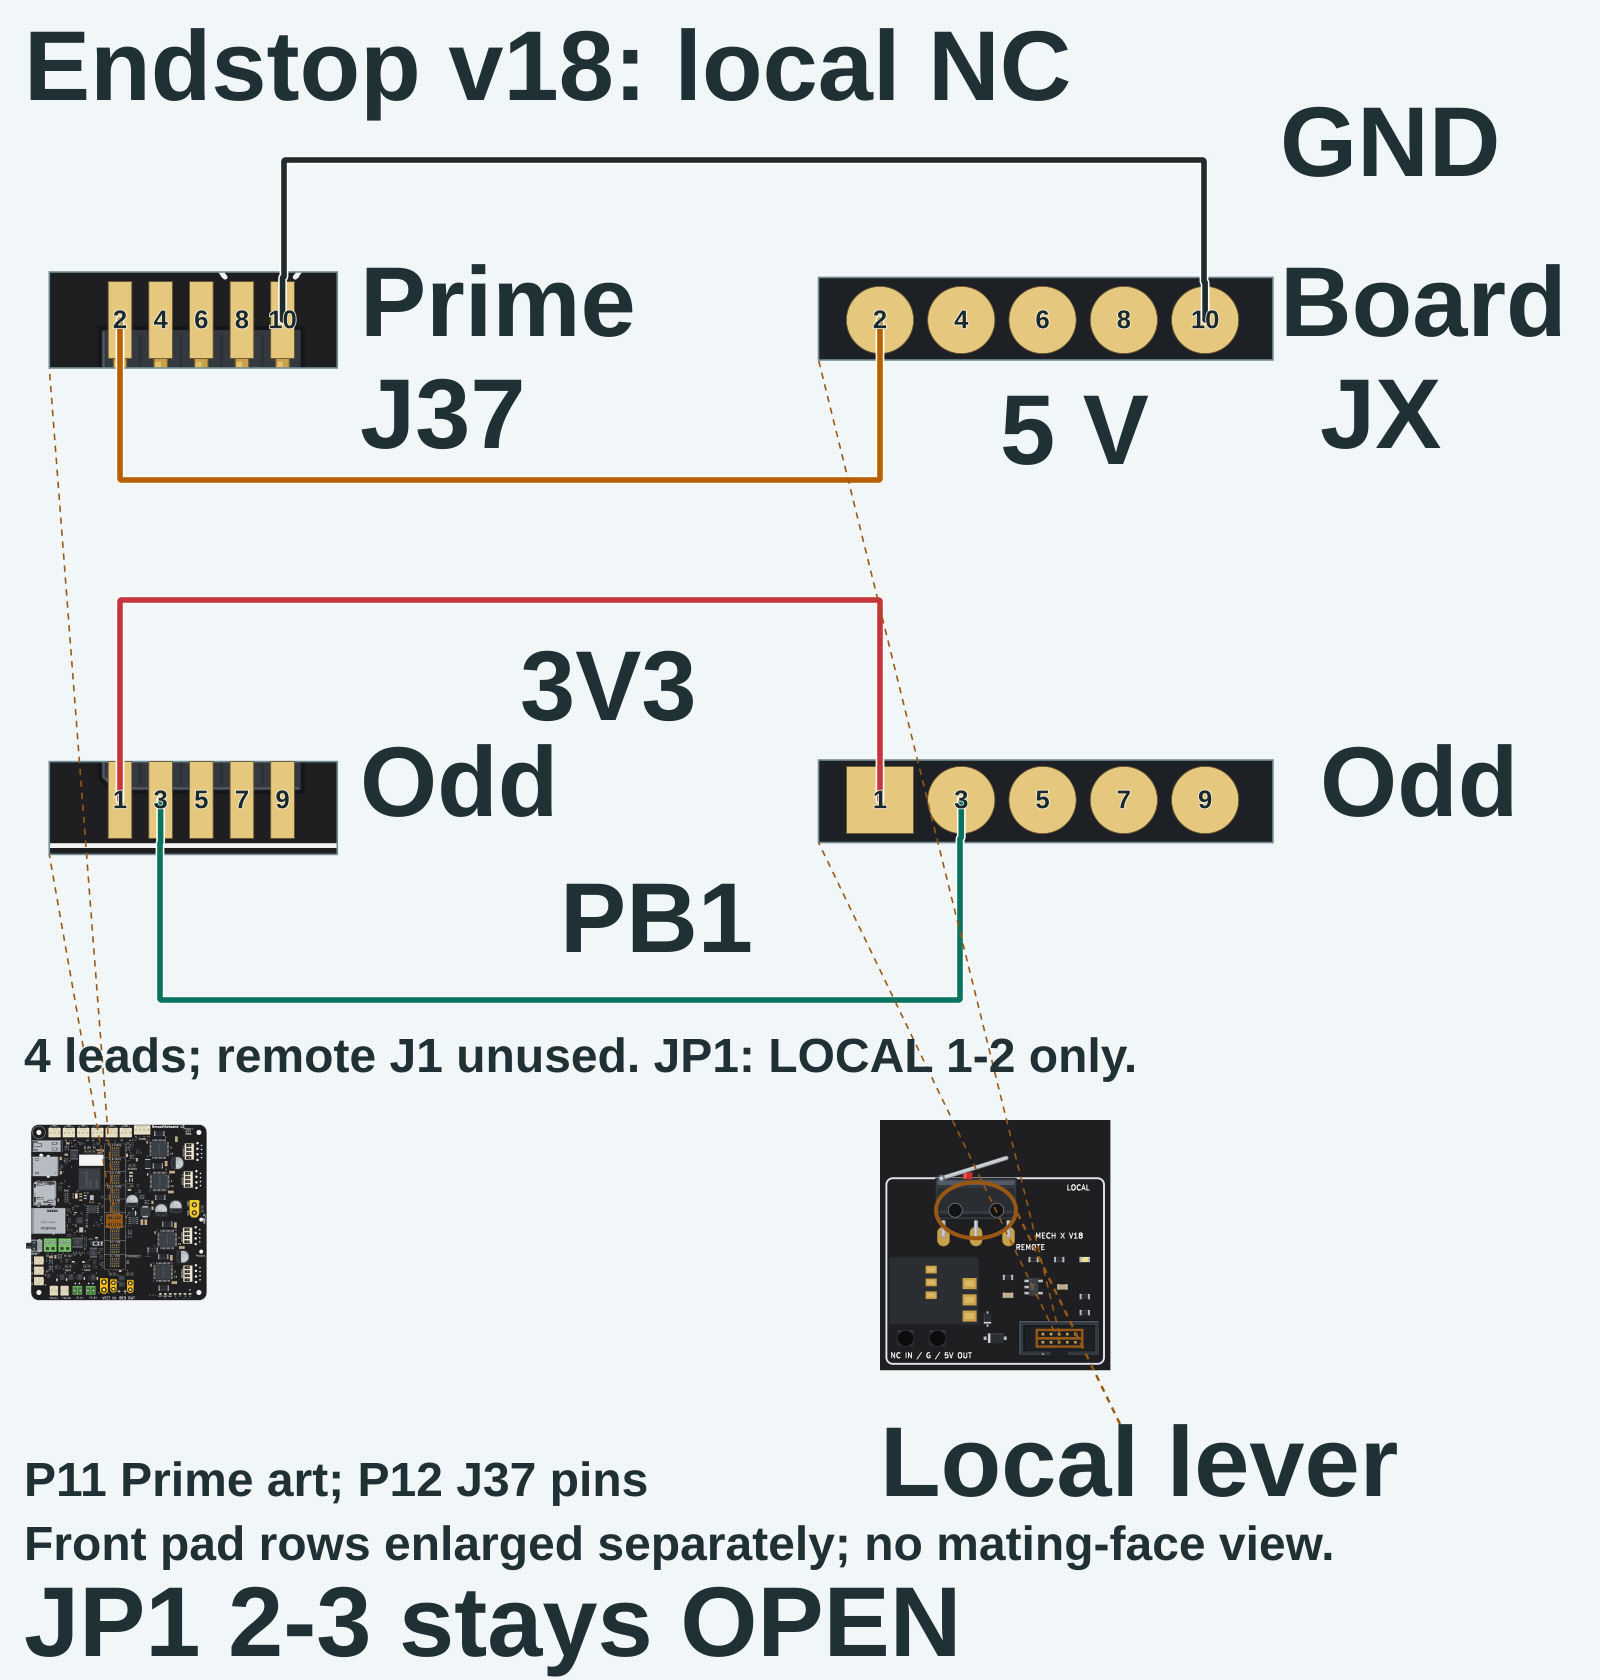 Endstop v18: local NC
GND
Prime
J37
2 4 6 8 10
2 4 6 8 10
Board
JX
5 V
3V3
1 3 5 7 9
Odd
1 3 5 7 9
Odd
PB1
4 leads; remote J1 unused. JP1: LOCAL 1-2 only.
LOCAL
MECH X V18
REMOTE
NC IN / G / 5V OUT
Local lever
P11 Prime art; P12 J37 pins
Front pad rows enlarged separately; no mating-face view.
JP1 2-3 stays OPEN